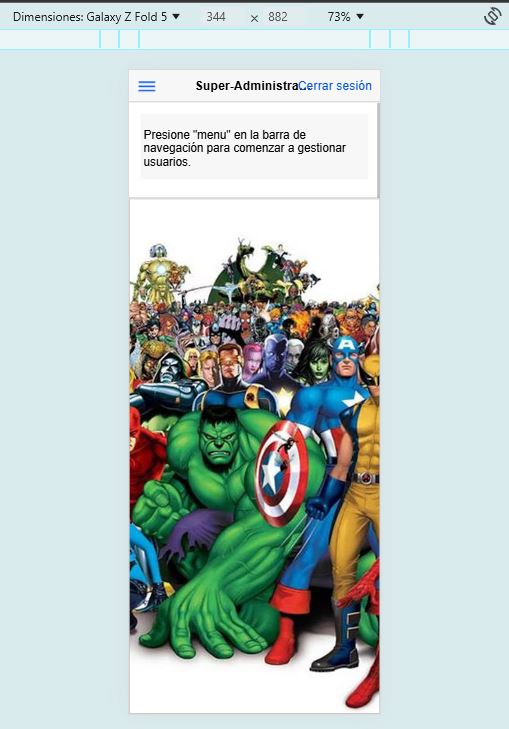 Dimensiones: Galaxy Z Fold 5 344 × 882 73%
Super-Administra... Cerrar sesión
Presione "menu" en la barra de
navegación para comenzar a gestionar
usuarios.
A